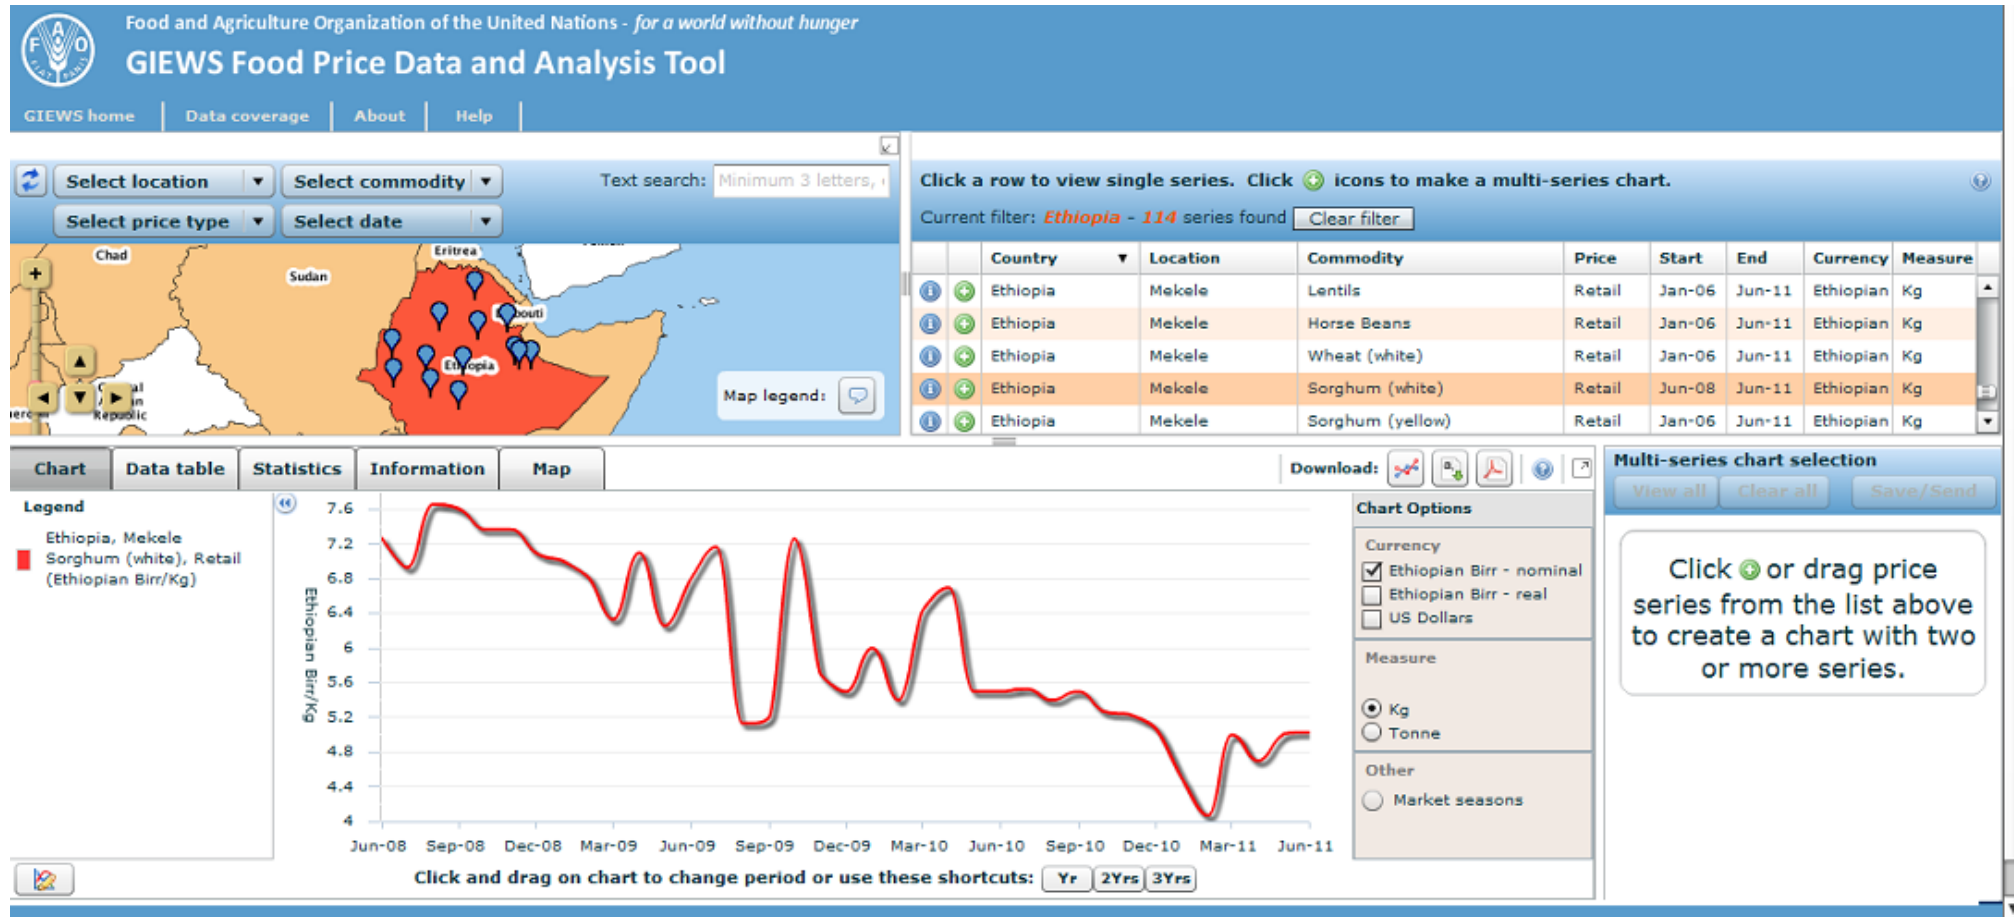 Food and Agriculture Organization of the United Nations - for a world without hunger
GIEWS Food Price Data and Analysis Tool
GIEWS home
Data coverage
About
Help
Select location
Select commodity
Text search:
Minimum 3 letters,
Select price type
Select date
Chad
Sudan
Eritrea
Ethiopia
Republic
Map legend:
Click a row to view single series. Click icons to make a multi-series chart.
Current filter: Ethiopia - 114 series found
Clear filter
Country Location Commodity Price Start End Currency Measure
Ethiopia Mekele Lentils Retail Jan-06 Jun-11 Ethiopian Kg
Ethiopia Mekele Horse Beans Retail Jan-06 Jun-11 Ethiopian Kg
Ethiopia Mekele Wheat (white) Retail Jan-06 Jun-11 Ethiopian Kg
Ethiopia Mekele Sorghum (white) Retail Jun-08 Jun-11 Ethiopian Kg
Ethiopia Mekele Sorghum (yellow) Retail Jan-06 Jun-11 Ethiopian Kg
Chart
Data table
Statistics
Information
Map
Download:
Legend
Ethiopia, Mekele
Sorghum (white), Retail
(Ethiopian Birr/Kg)
Ethiopian Birr/Kg
7.6
7.2
6.8
6.4
6
5.6
5.2
4.8
4.4
4
Jun-08 Sep-08 Dec-08 Mar-09 Jun-09 Sep-09 Dec-09 Mar-10 Jun-10 Sep-10 Dec-10 Mar-11 Jun-11
Click and drag on chart to change period or use these shortcuts:
Yr
2Yrs
3Yrs
Chart Options
Currency
Ethiopian Birr - nominal
Ethiopian Birr - real
US Dollars
Measure
Kg
Tonne
Other
Market seasons
Multi-series chart selection
View all
Clear all
Save/Send
Click or drag price
series from the list above
to create a chart with two
or more series.